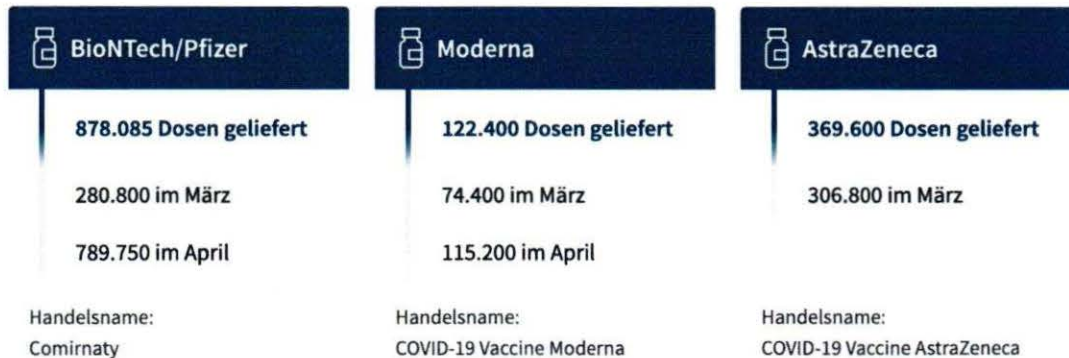 BioNTech/Pfizer
878.085 Dosen geliefert
280.800 im März
789.750 im April
Handelsname:
Comirnaty
Moderna
122.400 Dosen geliefert
74.400 im März
115.200 im April
Handelsname:
COVID-19 Vaccine Moderna
AstraZeneca
369.600 Dosen geliefert
306.800 im März
Handelsname:
COVID-19 Vaccine AstraZeneca